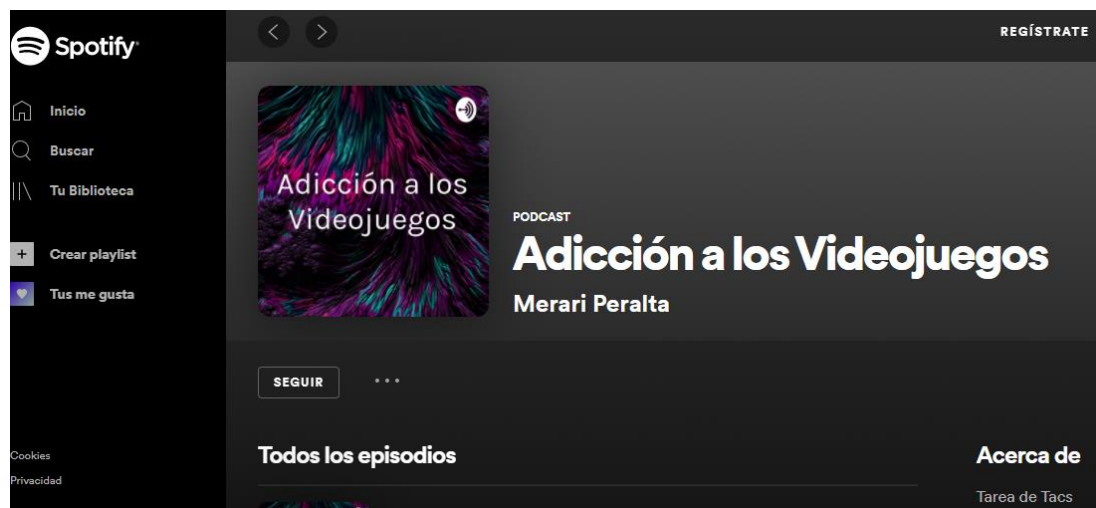 Spotify
Inicio
Buscar
Tu Biblioteca
+ Crear playlist
Tus me gusta
Cookies
Privacidad
REGÍSTRATE
Adicción a los
Videojuegos
PODCAST
Adicción a los Videojuegos
Merari Peralta
SEGUIR
Todos los episodios
Acerca de
Tarea de Tacs